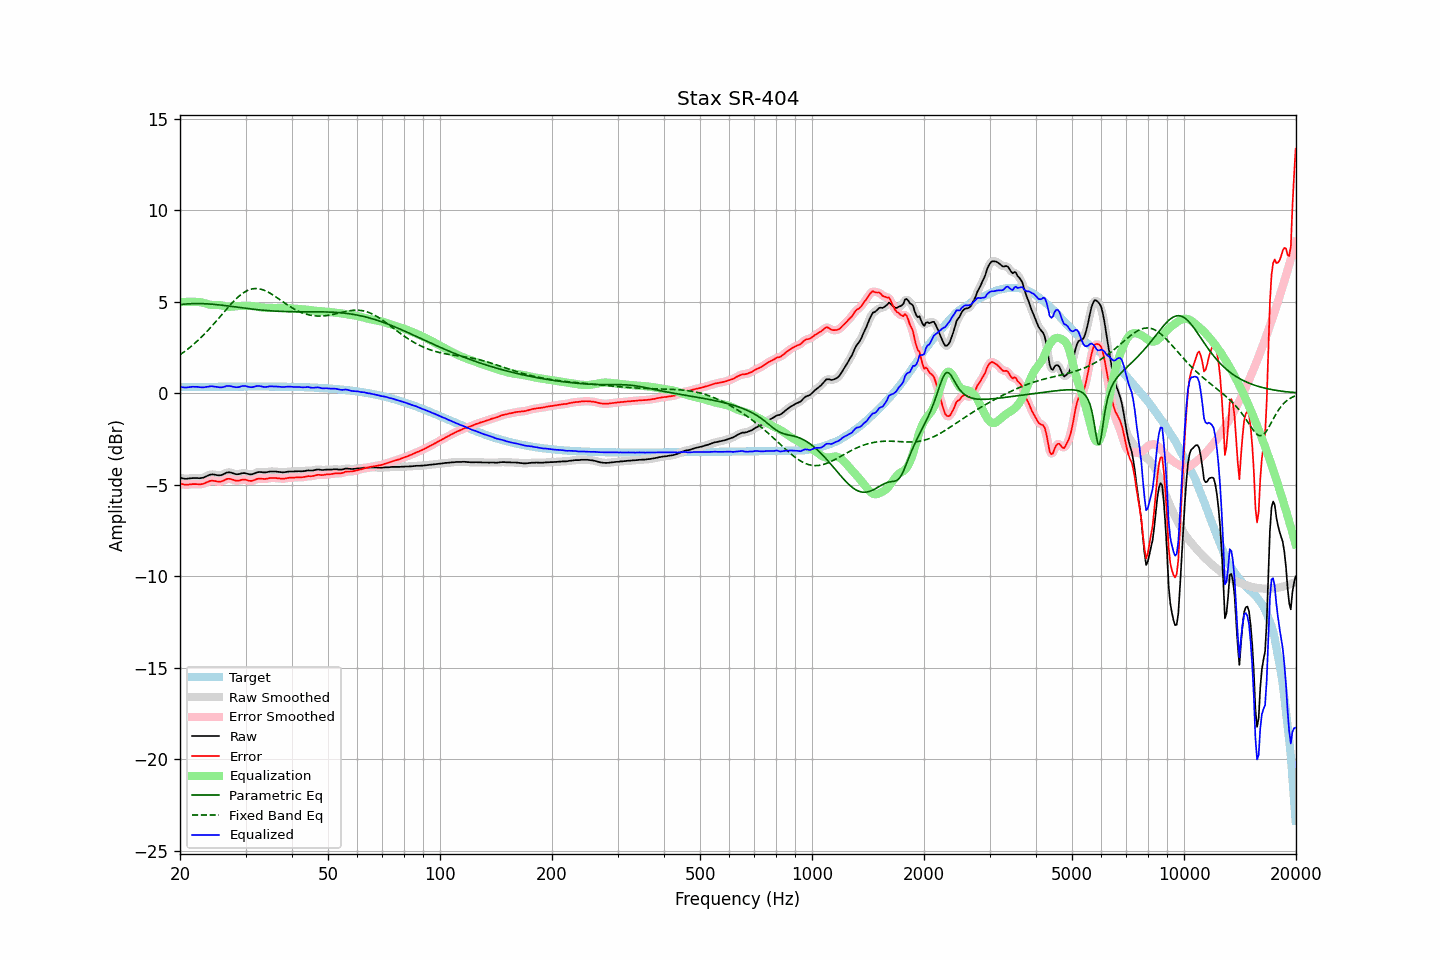 Stax SR-404
Amplitude (dBr)
15
10
5
0
−5
−10
−15
−20
−25
Target
Raw Smoothed
Error Smoothed
Raw
Error
Equalization
Parametric Eq
Fixed Band Eq
Equalized
20 50 100 200 500 1000 2000 5000 10000 20000
Frequency (Hz)